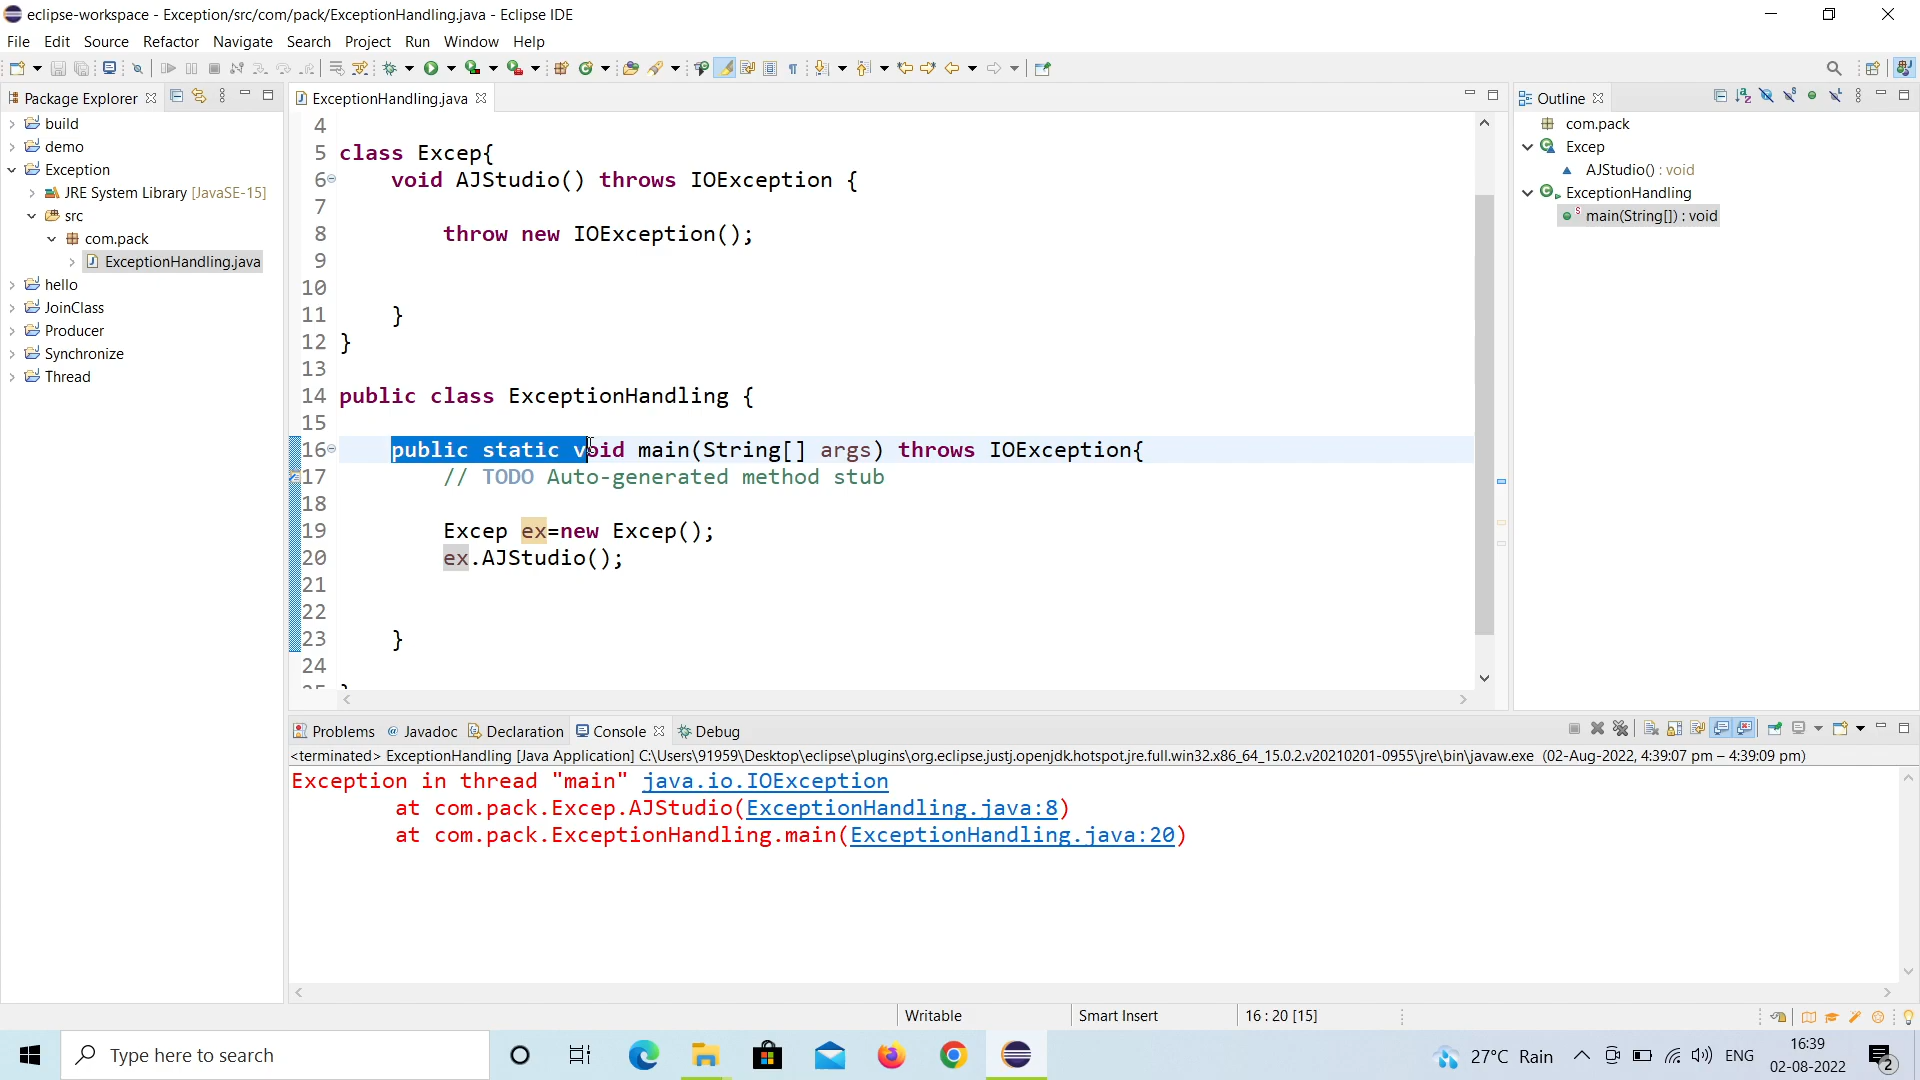 eclipse-workspace - Exception/src/com/pack/ExceptionHandling.java - Eclipse IDE
File Edit Source Refactor Navigate Search Project Run Window Help
Package Explorer
build
demo
Exception
JRE System Library [JavaSE-15]
src
com.pack
ExceptionHandling.java
hello
JoinClass
Producer
Synchronize
Thread
ExceptionHandling.java
4
5 class Excep{
6 void AJStudio() throws IOException {
7
8 throw new IOException();
9
10
11 }
12 }
13
14 public class ExceptionHandling {
15
16 public static void main(String[] args) throws IOException{
17 // TODO Auto-generated method stub
18
19 Excep ex=new Excep();
20 ex.AJStudio();
21
22
23 }
24
Outline
com.pack
Excep
AJStudio() : void
ExceptionHandling
main(String[]) : void
Problems @ Javadoc Declaration Console Debug
<terminated> ExceptionHandling [Java Application] C:\Users\91959\Desktop\eclipse\plugins\org.eclipse.justj.openjdk.hotspot.jre.full.win32.x86_64_15.0.2.v20210201-0955\jre\bin\javaw.exe (02-Aug-2022, 4:39:07 pm – 4:39:09 pm)
Exception in thread "main" java.io.IOException
at com.pack.Excep.AJStudio(ExceptionHandling.java:8)
at com.pack.ExceptionHandling.main(ExceptionHandling.java:20)
Writable Smart Insert 16 : 20 [15]
Type here to search
27°C Rain ENG
16:39
02-08-2022
2